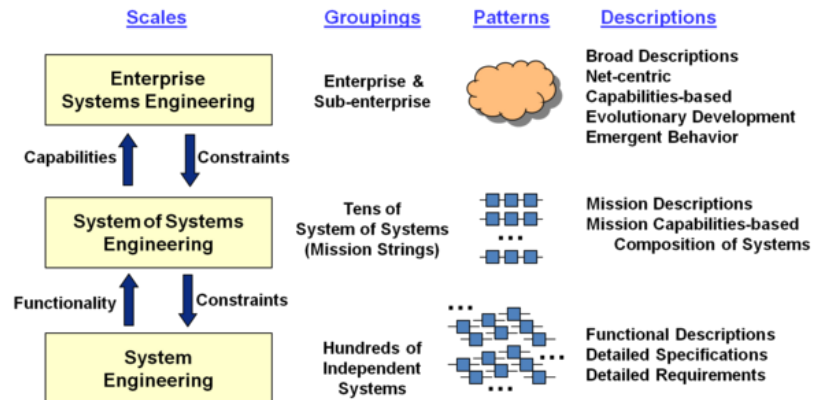 Scales
Groupings
Patterns
Descriptions
Enterprise
Systems Engineering
Enterprise &
Sub-enterprise
Broad Descriptions
Net-centric
Capabilities-based
Evolutionary Development
Emergent Behavior
Capabilities
Constraints
System of Systems
Engineering
Tens of
System of Systems
(Mission Strings)
...
Mission Descriptions
Mission Capabilities-based
Composition of Systems
Functionality
Constraints
System
Engineering
Hundreds of
Independent
Systems
...
...
...
Functional Descriptions
Detailed Specifications
Detailed Requirements